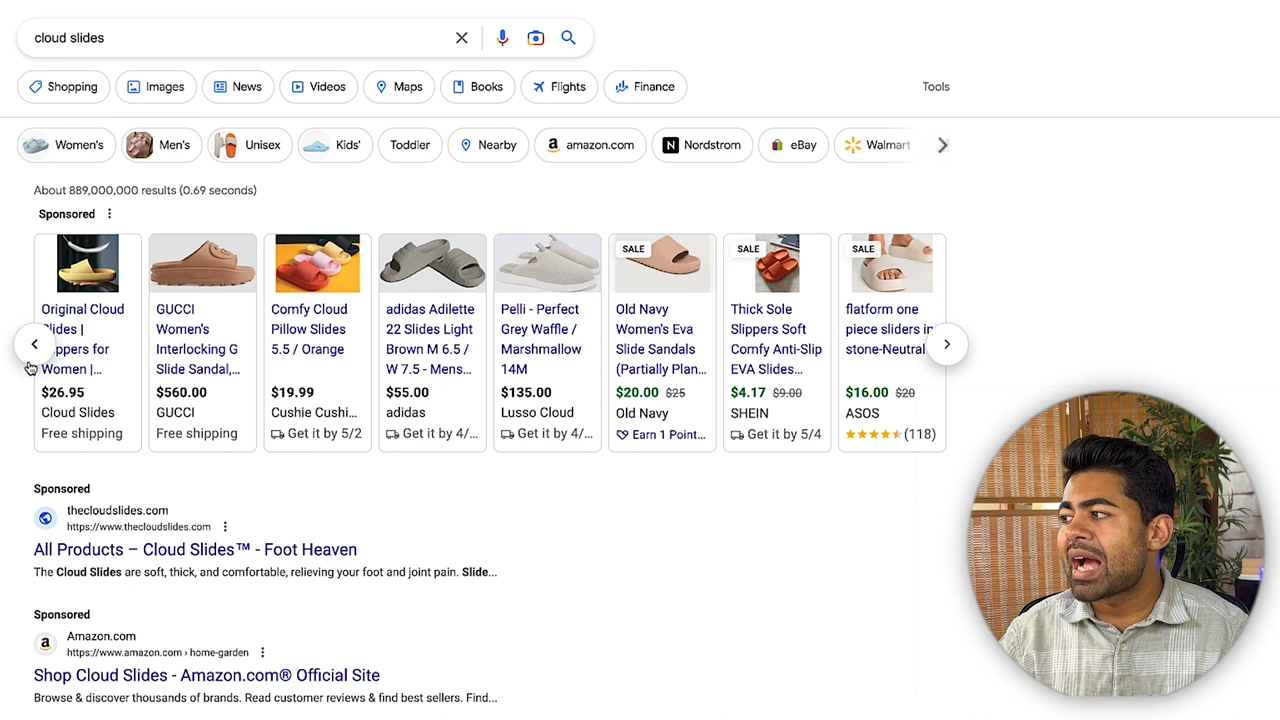 cloud slides
Shopping
Images
News
Videos
Maps
Books
Flights
Finance
Tools
Women's
Men's
Unisex
Kids'
Toddler
Nearby
amazon.com
Nordstrom
eBay
Walmart
About 889,000,000 results (0.69 seconds)
Sponsored
Original Cloud
Slides |
Slippers for
Women |...
$26.95
Cloud Slides
Free shipping
GUCCI
Women's
Interlocking G
Slide Sandal,...
$560.00
GUCCI
Free shipping
Comfy Cloud
Pillow Slides
5.5 / Orange
$19.99
Cushie Cushi...
Get it by 5/2
adidas Adilette
22 Slides Light
Brown M 6.5 /
W 7.5 - Mens...
$55.00
adidas
Get it by 4/...
Pelli - Perfect
Grey Waffle /
Marshmallow
14M
$135.00
Lusso Cloud
Get it by 4/...
SALE
Old Navy
Women's Eva
Slide Sandals
(Partially Plan...
$20.00 $25
Old Navy
Earn 1 Point...
SALE
Thick Sole
Slippers Soft
Comfy Anti-Slip
EVA Slides...
$4.17 $9.00
SHEIN
Get it by 5/4
SALE
flatform one
piece sliders in
stone-Neutral
$16.00 $20
ASOS
(118)
Sponsored
thecloudslides.com
https://www.thecloudslides.com
All Products – Cloud Slides™ - Foot Heaven
The Cloud Slides are soft, thick, and comfortable, relieving your foot and joint pain. Slide...
Sponsored
a Amazon.com
https://www.amazon.com › home-garden
Shop Cloud Slides - Amazon.com® Official Site
Browse & discover thousands of brands. Read customer reviews & find best sellers. Find...